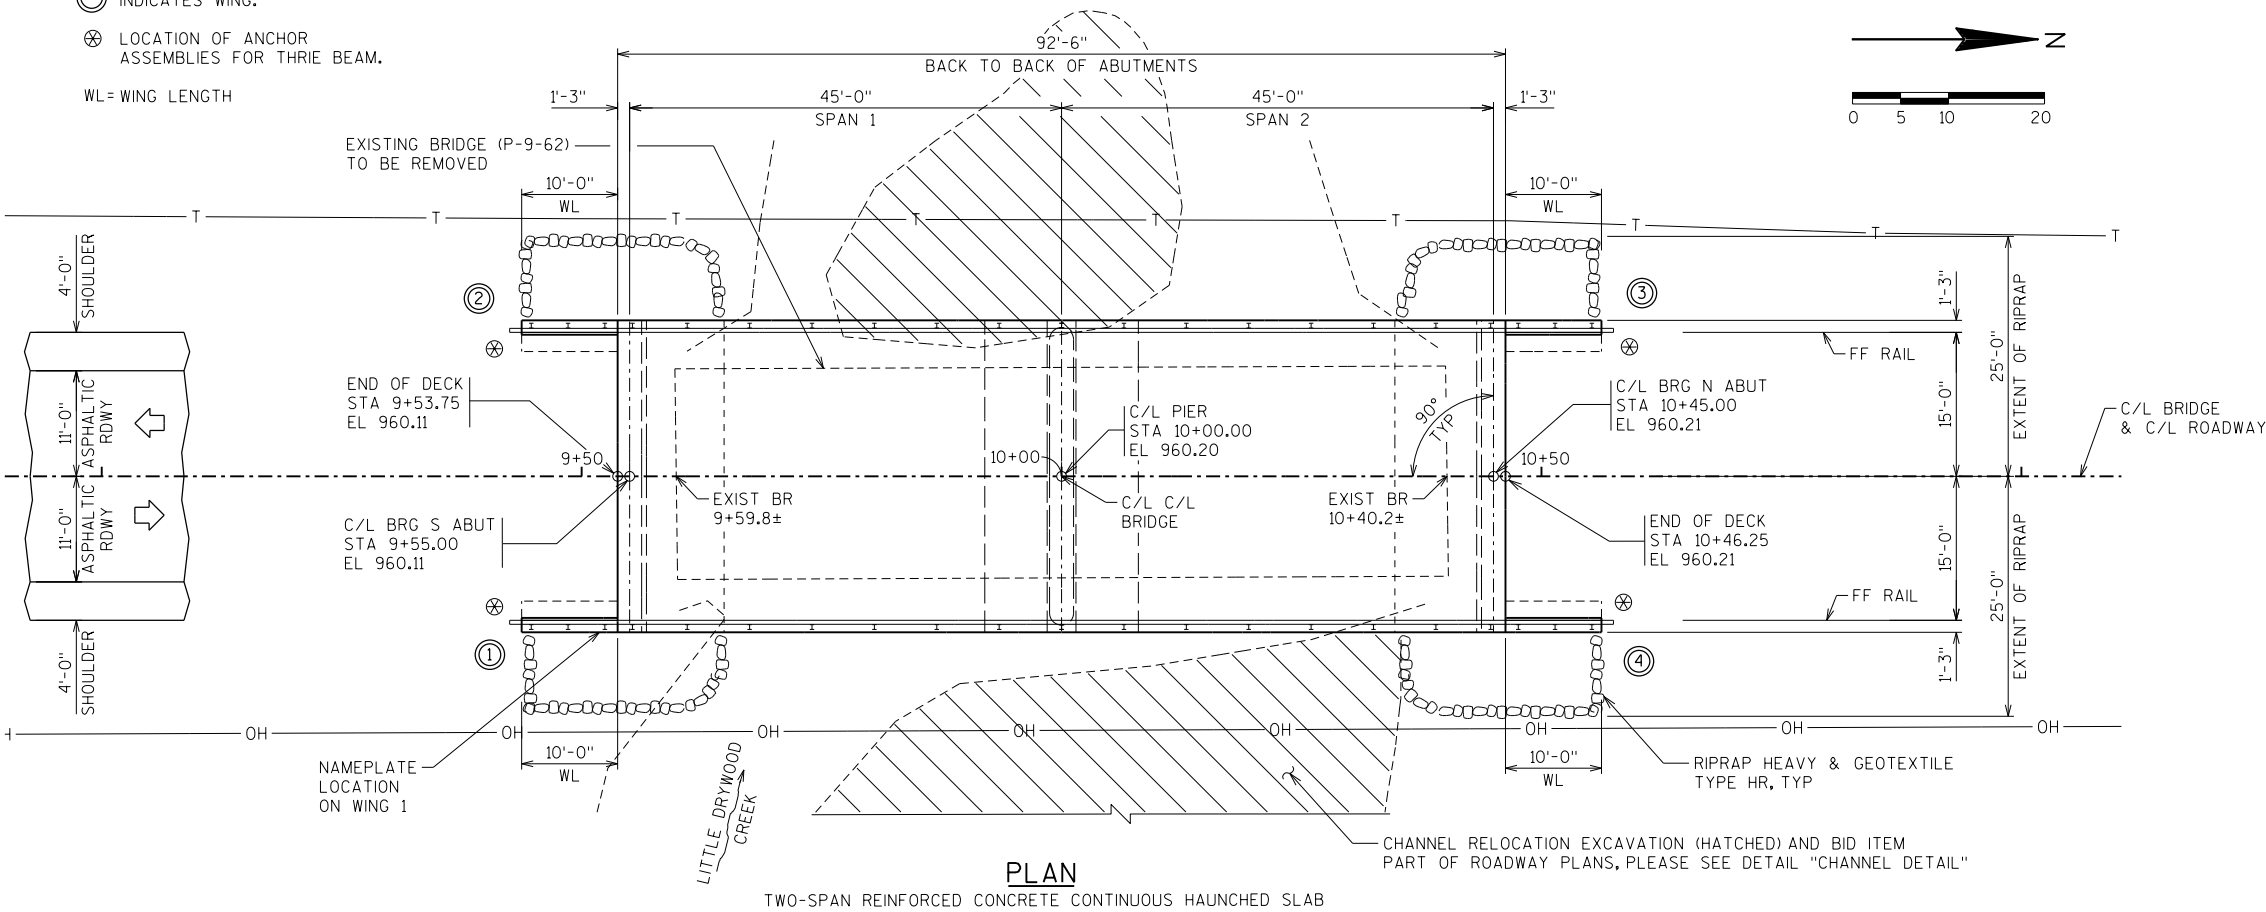 INDICATES WING.
LOCATION OF ANCHOR
ASSEMBLIES FOR THRIE BEAM.
WL= WING LENGTH
92'-6"
BACK TO BACK OF ABUTMENTS
1'-3"
45'-0"
SPAN 1
45'-0"
SPAN 2
1'-3"
N
0 5 10 20
EXISTING BRIDGE (P-9-62)
TO BE REMOVED
10'-0"
WL
10'-0"
WL
T T T T T T T T T
4'-0"
SHOULDER
11'-0"
ASPHALTIC
RDWY
11'-0"
ASPHALTIC
RDWY
4'-0"
SHOULDER
2
3
1'-3"
25'-0"
EXTENT OF RIPRAP
15'-0"
FF RAIL
END OF DECK
STA 9+53.75
EL 960.11
C/L PIER
STA 10+00.00
EL 960.20
90°
TYP
C/L BRG N ABUT
STA 10+45.00
EL 960.21
C/L BRIDGE
& C/L ROADWAY
9+50
10+00
10+50
EXIST BR
9+59.8±
C/L C/L
BRIDGE
EXIST BR
10+40.2±
C/L BRG S ABUT
STA 9+55.00
EL 960.11
END OF DECK
STA 10+46.25
EL 960.21
15'-0"
FF RAIL
25'-0"
EXTENT OF RIPRAP
1'-3"
1
4
OH OH OH OH OH OH OH OH
10'-0"
WL
10'-0"
WL
NAMEPLATE
LOCATION
ON WING 1
LITTLE DRYWOOD
CREEK
RIPRAP HEAVY & GEOTEXTILE
TYPE HR, TYP
CHANNEL RELOCATION EXCAVATION (HATCHED) AND BID ITEM
PART OF ROADWAY PLANS, PLEASE SEE DETAIL "CHANNEL DETAIL"
PLAN
TWO-SPAN REINFORCED CONCRETE CONTINUOUS HAUNCHED SLAB